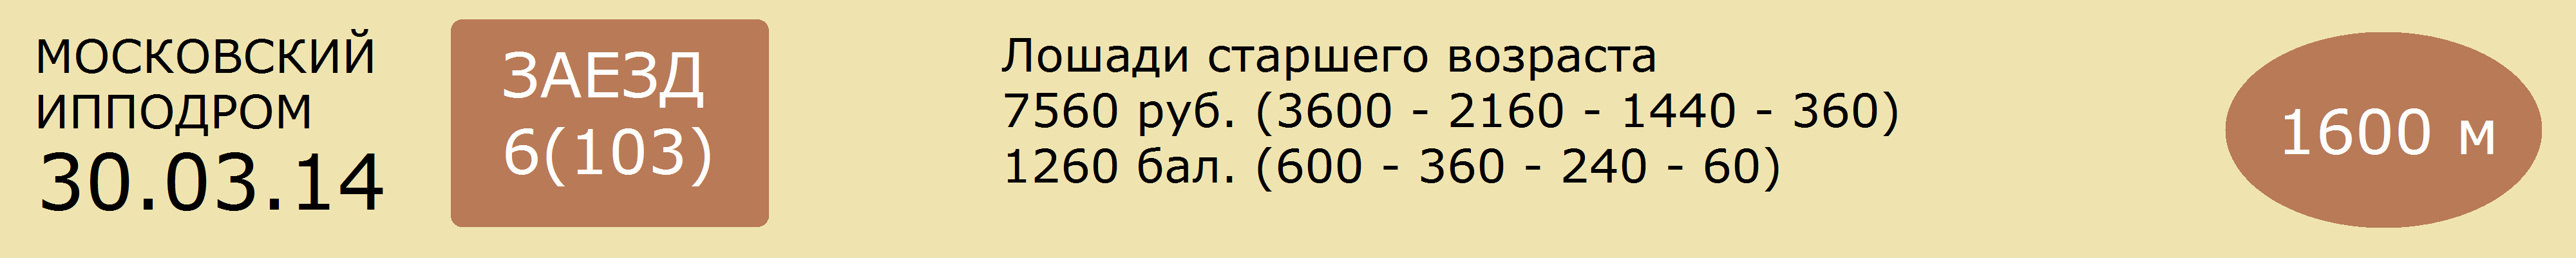 МОСКОВСКИЙ
ИППОДРОМ
30.03.14
ЗАЕЗД
6(103)
Лошади старшего возраста
7560 руб. (3600 - 2160 - 1440 - 360)
1260 бал. (600 - 360 - 240 - 60)
1600 м